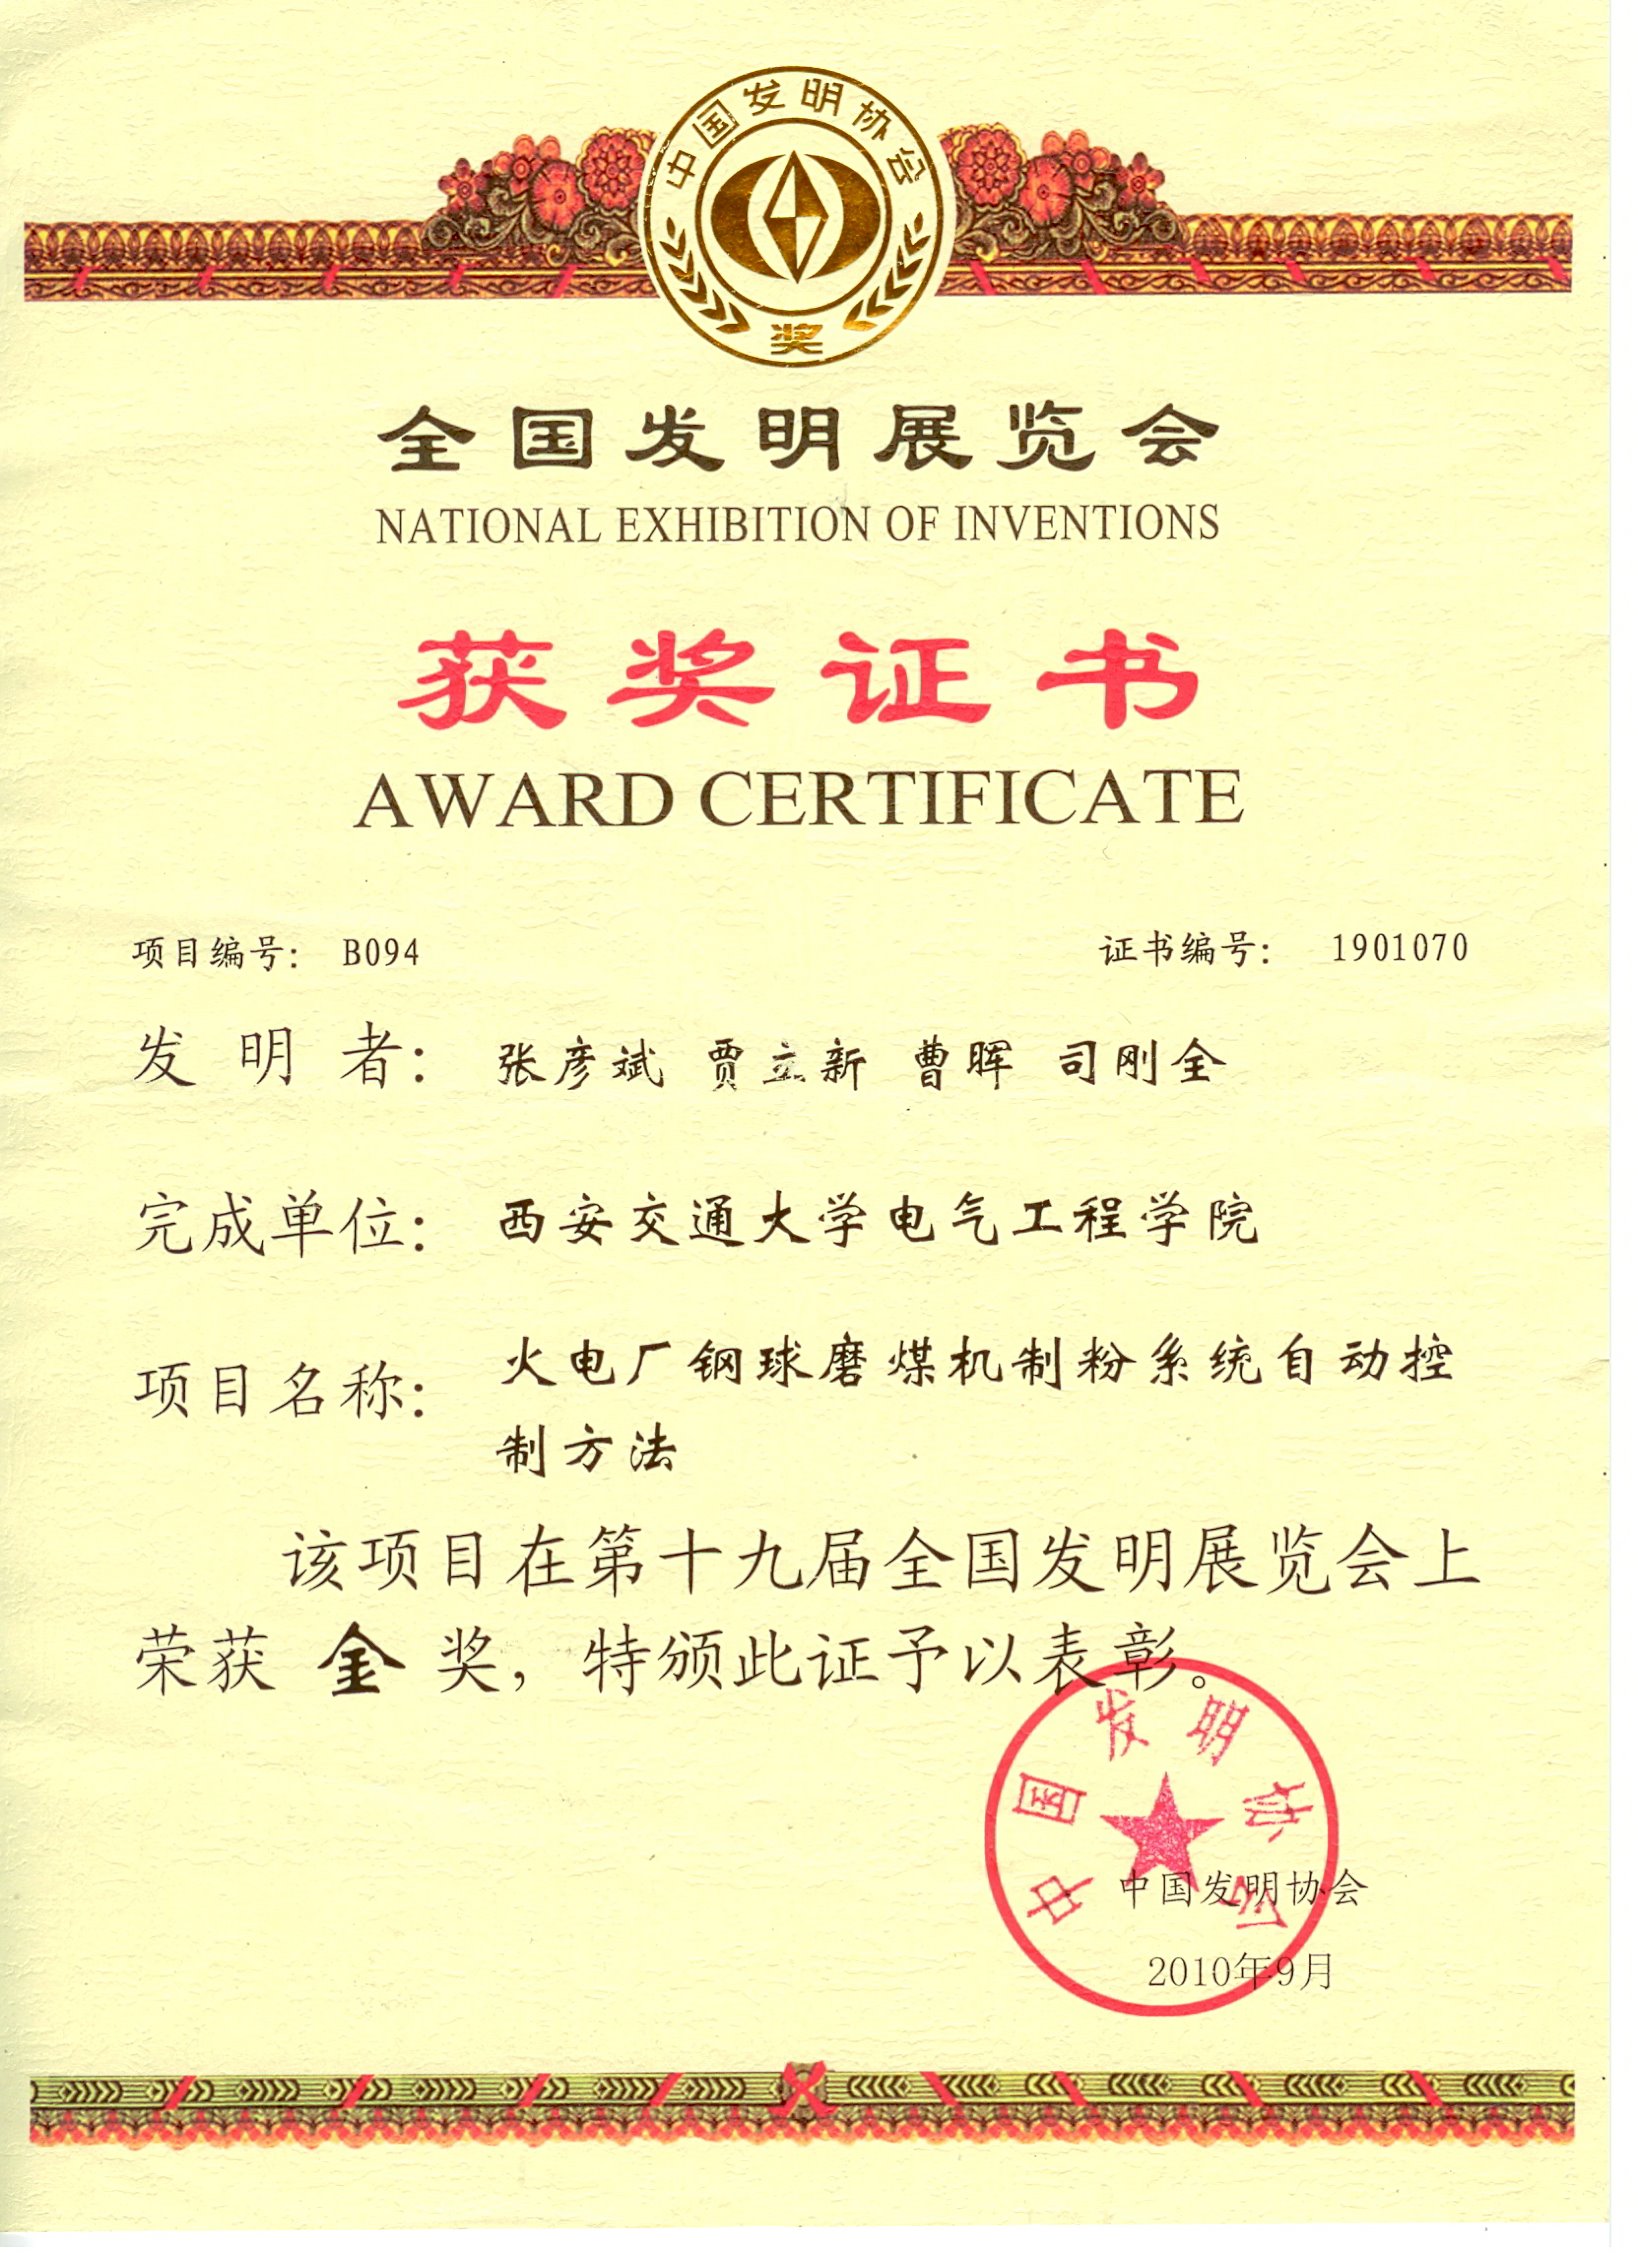 中国发明协会
奖
全国发明展览会
NATIONAL EXHIBITION OF INVENTIONS
获奖证书
AWARD CERTIFICATE
项目编号： B094 证书编号： 1901070
发明者： 张彦斌 贾立新 曹晖 司刚全
完成单位： 西安交通大学电气工程学院
项目名称： 火电厂钢球磨煤机制粉系统自动控
制方法
该项目在第十九届全国发明展览会上
荣获 金 奖，特颁此证予以表彰。
中国发明协会
中国发明协会
2010年9月